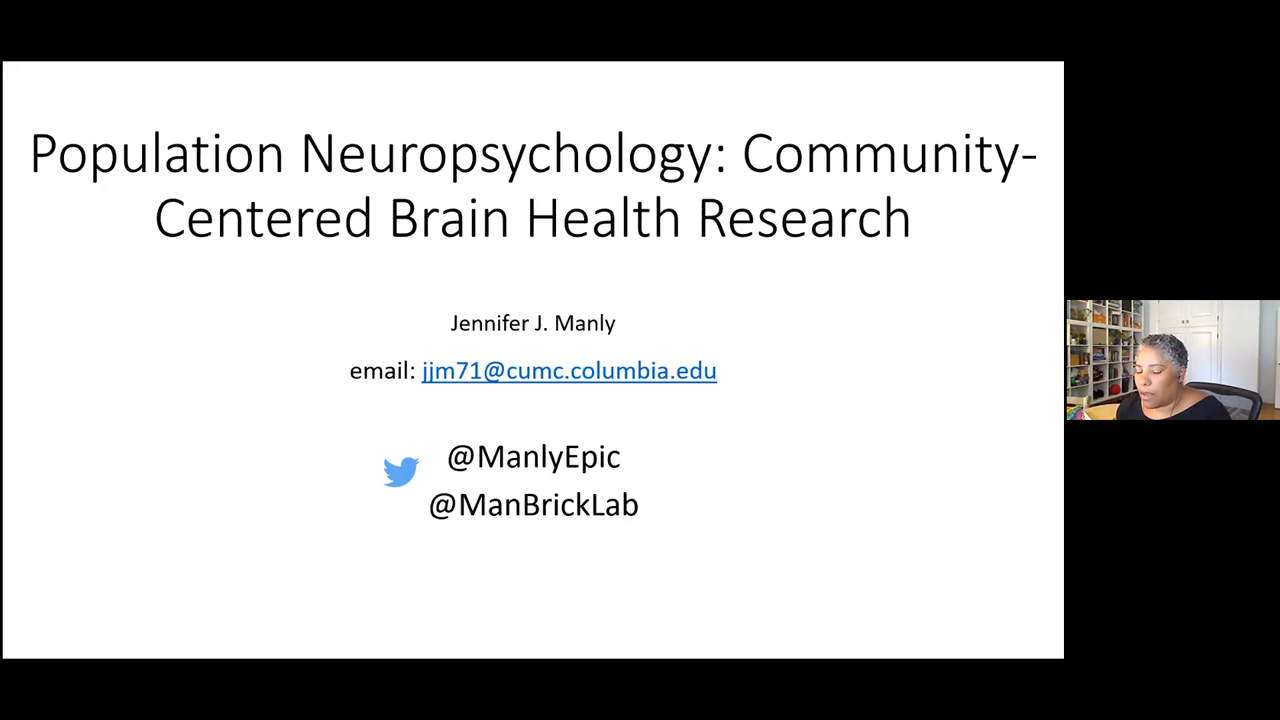 Population Neuropsychology: Community-
Centered Brain Health Research
Jennifer J. Manly
email: jjm71@cumc.columbia.edu
@ManlyEpic
@ManBrickLab